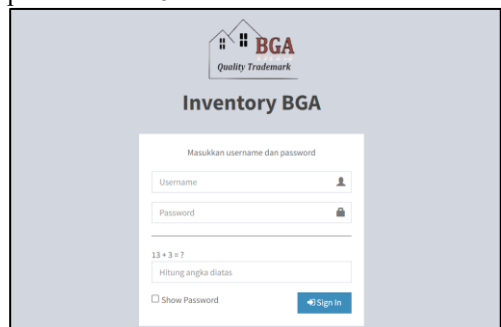 BGA
Quality Trademark
Inventory BGA
Masukkan username dan password
Username
Password
13 + 3 = ?
Hitung angka diatas
Show Password
Sign In